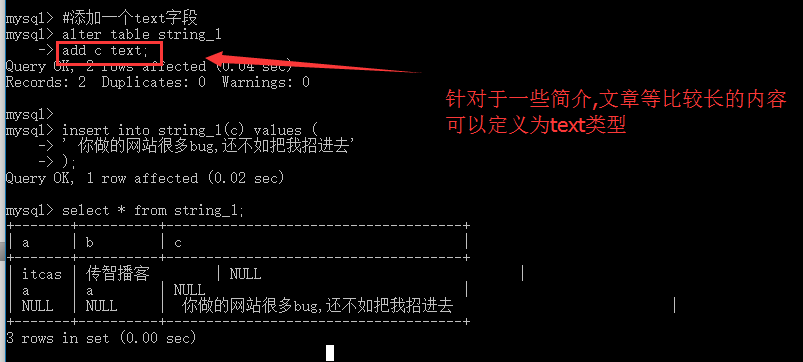 mysql> #添加一个text字段
mysql> alter table string_1
-> add c text;
Query OK, 2 rows affected (0.04 sec)
Records: 2  Duplicates: 0  Warnings: 0
针对于一些简介,文章等比较长的内容
可以定义为text类型
mysql>
mysql> insert into string_1(c) values (
-> ' 你做的网站很多bug,还不如把我招进去'
-> );
Query OK, 1 row affected (0.02 sec)
mysql> select * from string_1;
+-------+----------+--------------------------------------+
| a     | b        | c                                    |
+-------+----------+--------------------------------------+
| itcas | 传智播客         | NULL                                 |
a       | a        | NULL                                 |
| NULL  | NULL     |  你做的网站很多bug,还不如把我招进去                          |
+-------+----------+--------------------------------------+
3 rows in set (0.00 sec)